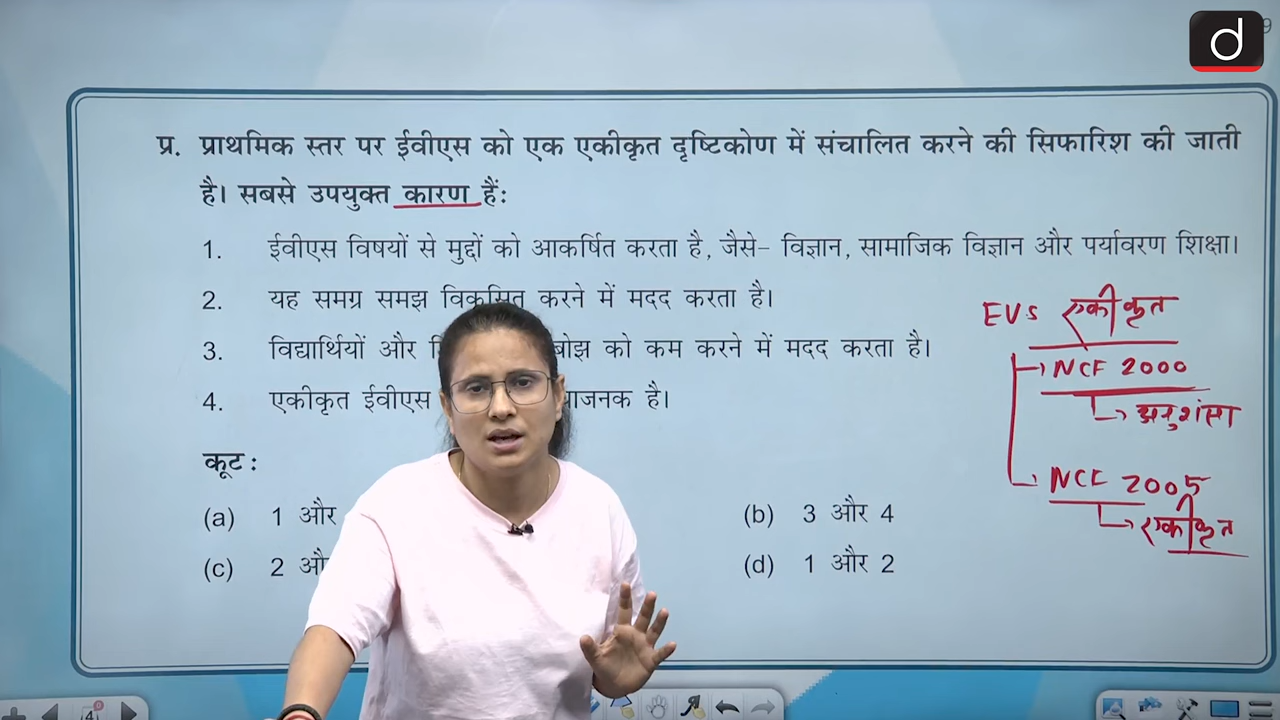 d
9
प्र. प्राथमिक स्तर पर ईवीएस को एक एकीकृत दृष्टिकोण में संचालित करने की सिफारिश की जाती
है। सबसे उपयुक्त कारण हैं:
1. ईवीएस विषयों से मुद्दों को आकर्षित करता है, जैसे- विज्ञान, सामाजिक विज्ञान और पर्यावरण शिक्षा।
2. यह समग्र समझ विकसित करने में मदद करता है।
3. विद्यार्थियों और बोझ को कम करने में मदद करता है।
4. एकीकृत ईवीएस है।
कूट:
(a) 1 और
(b) 3 और 4
(c) 2
(d) 1 और 2
EVS एकीकृत
→ NCF 2000
→ अनुशंसा
NCF 2005
→ एकीकृत
4